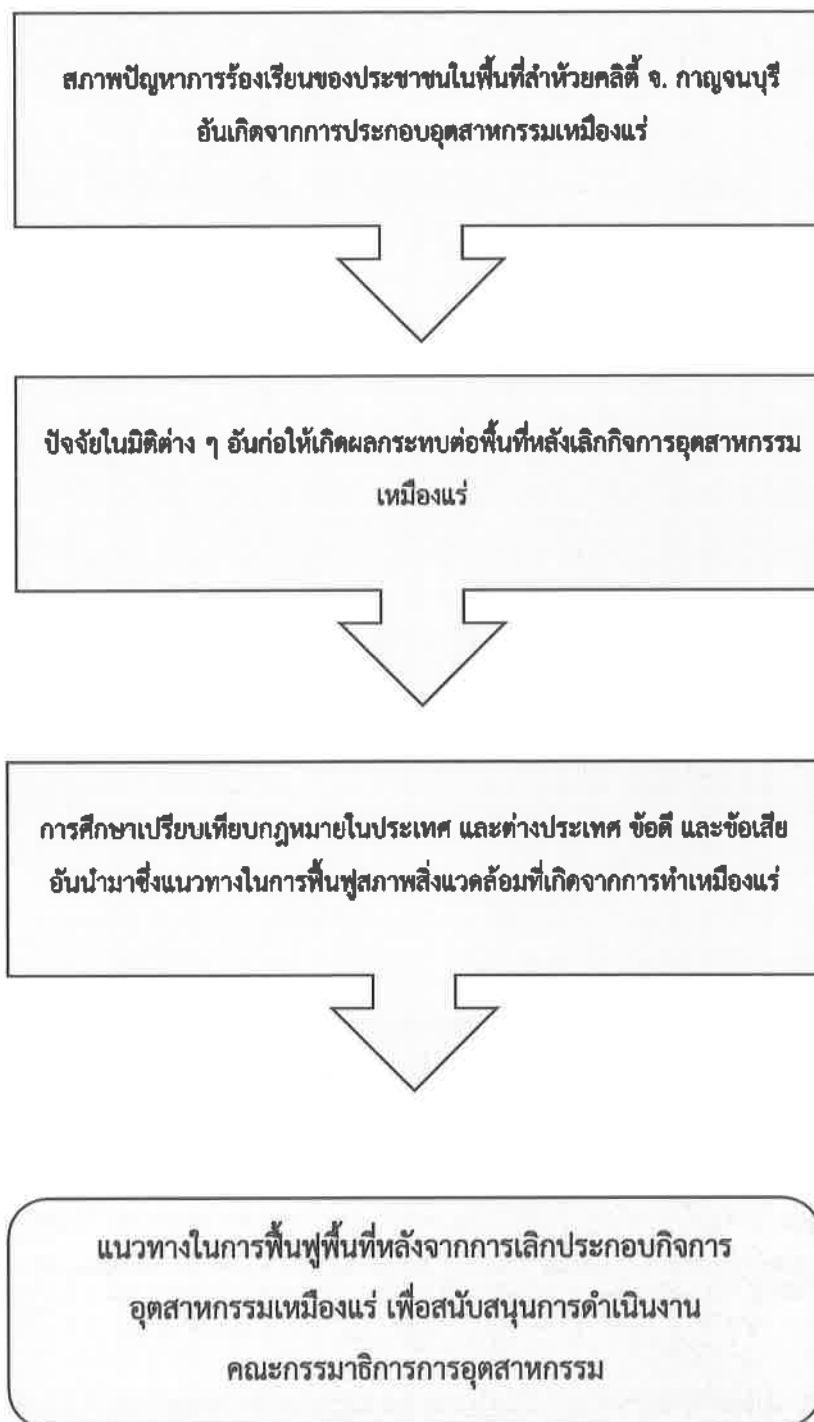 สภาพปัญหาการร้องเรียนของประชาชนในพื้นที่ลำห้วยคลิตี้ จ. กาญจนบุรี
อันเกิดจากการประกอบอุตสาหกรรมเหมืองแร่
ปัจจัยในมิติต่าง ๆ อันก่อให้เกิดผลกระทบต่อพื้นที่หลังเลิกกิจการอุตสาหกรรม
เหมืองแร่
การศึกษาเปรียบเทียบกฎหมายในประเทศ และต่างประเทศ ข้อดี และข้อเสีย
อันนำมาซึ่งแนวทางในการฟื้นฟูสภาพสิ่งแวดล้อมที่เกิดจากการทำเหมืองแร่
แนวทางในการฟื้นฟูพื้นที่หลังจากการเลิกประกอบกิจการ
อุตสาหกรรมเหมืองแร่ เพื่อสนับสนุนการดำเนินงาน
คณะกรรมาธิการการอุตสาหกรรม